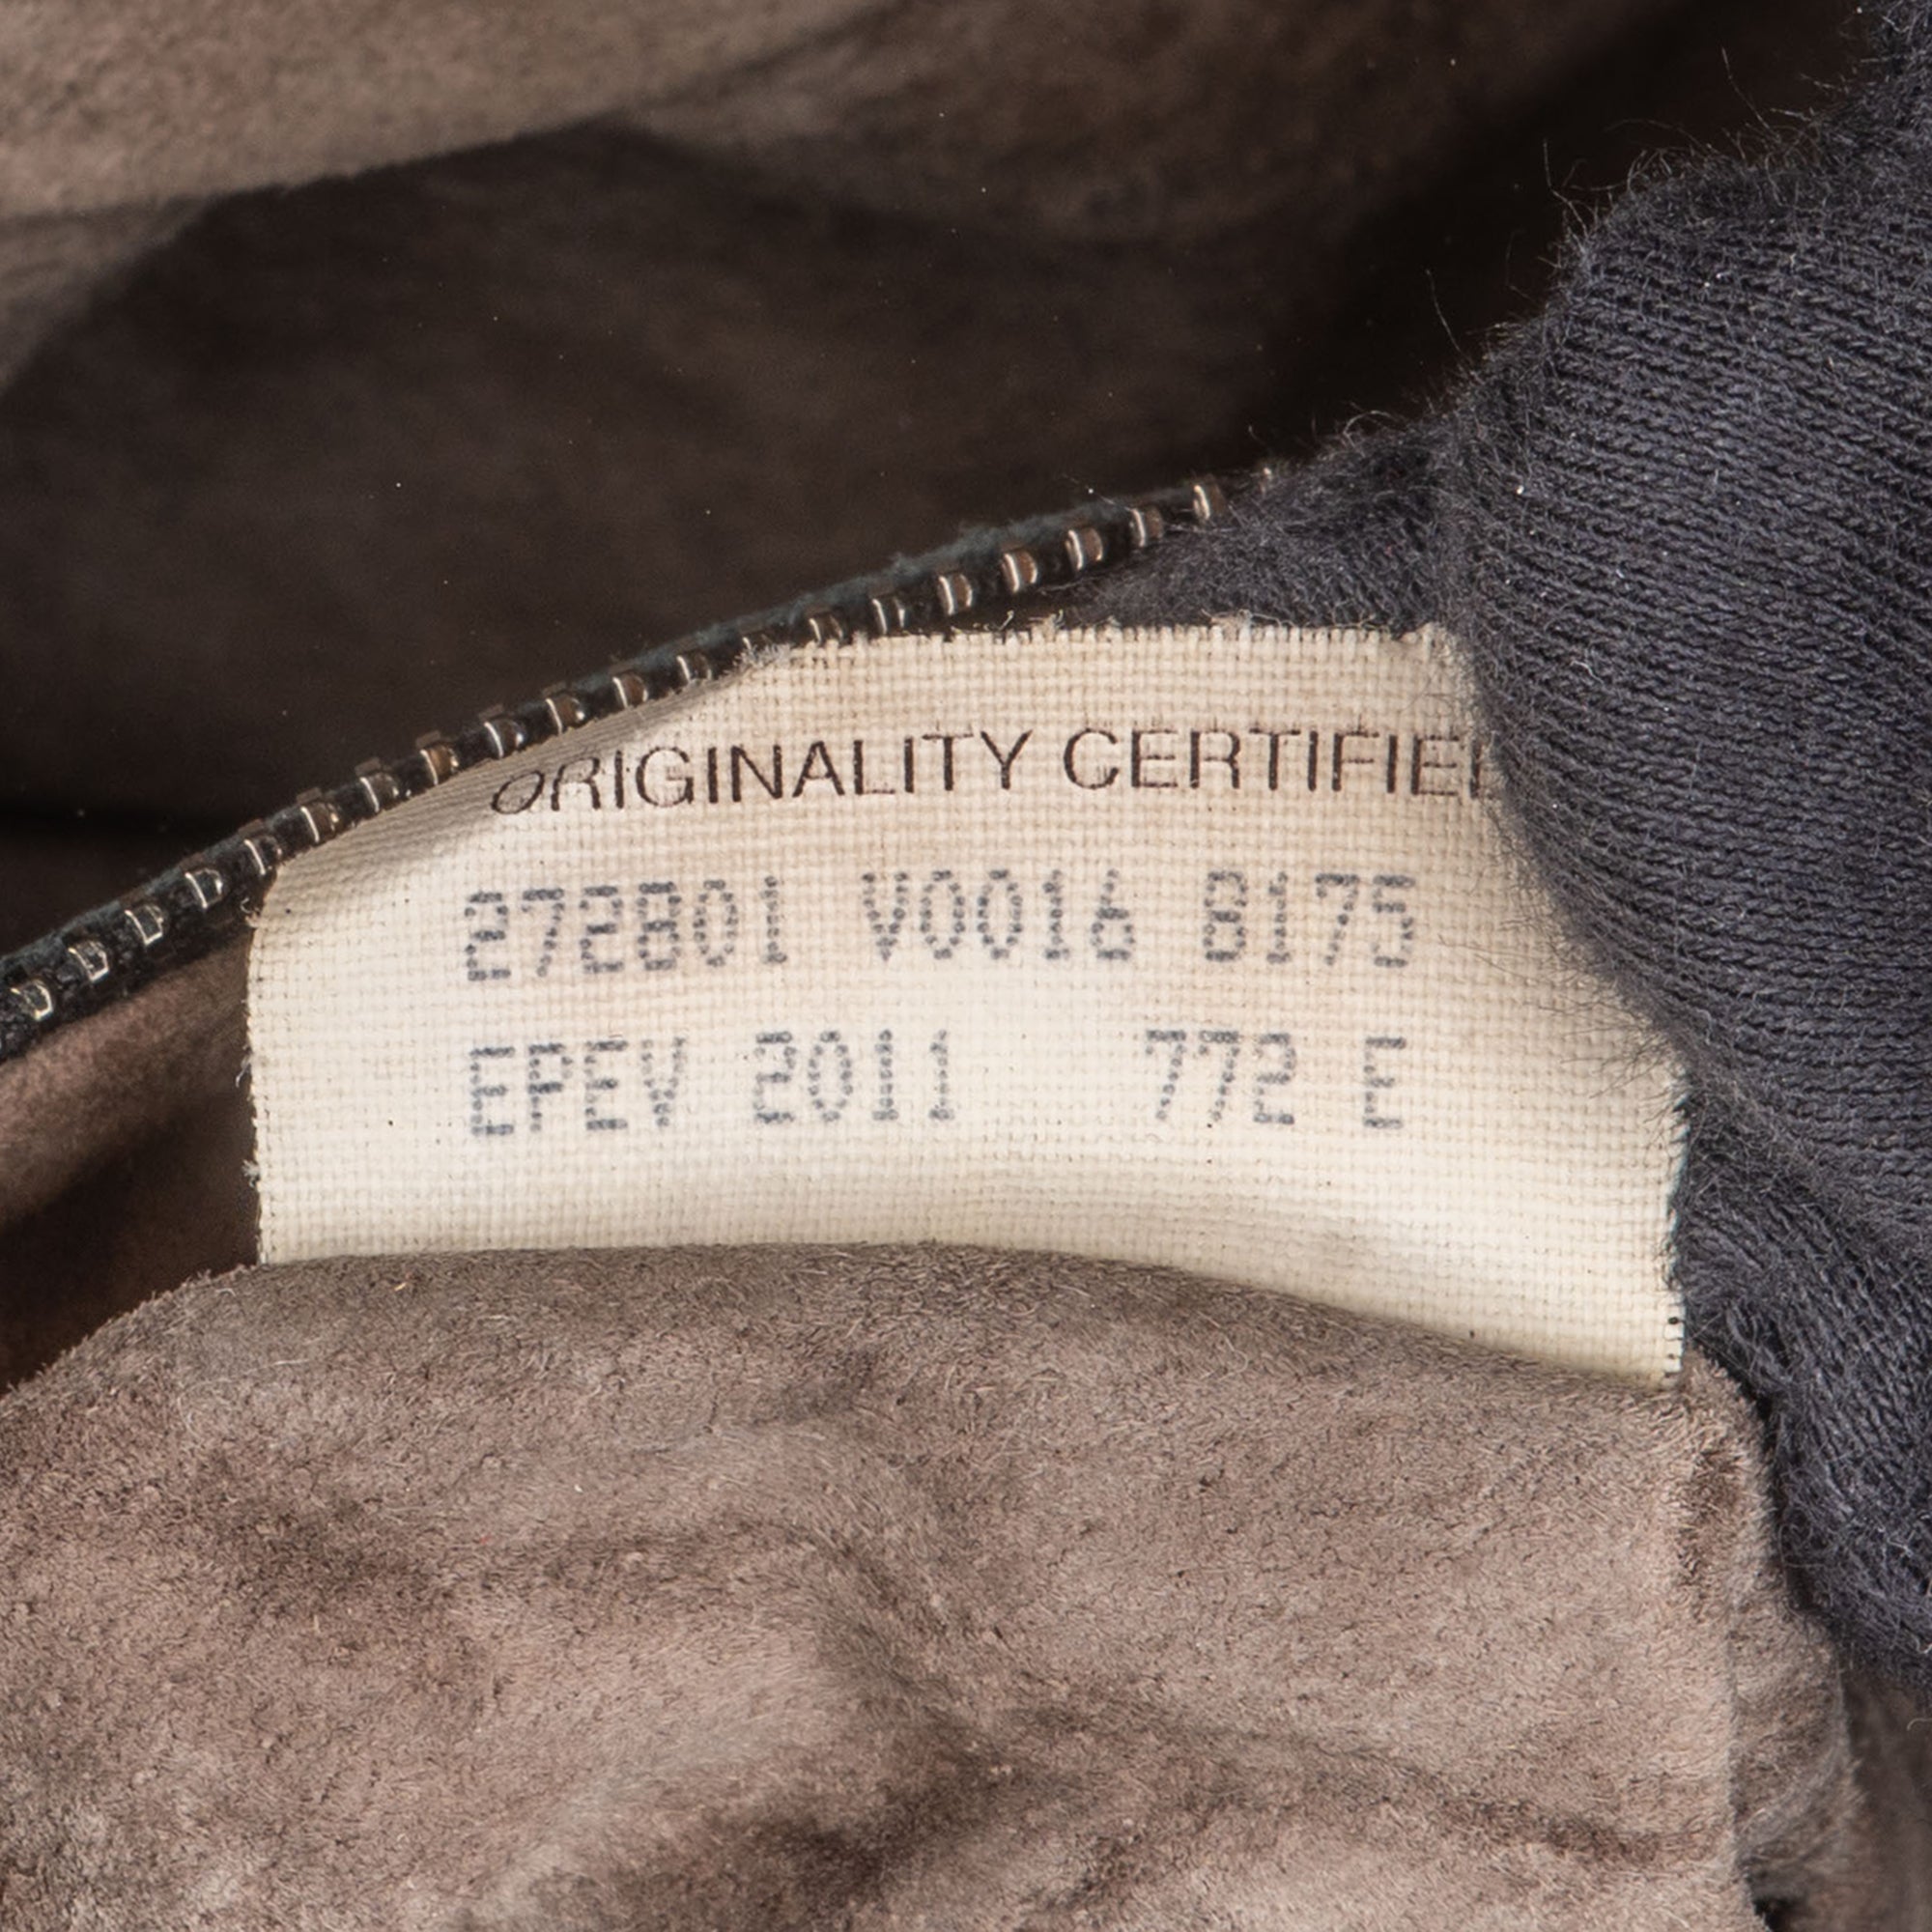 ORIGINALITY CERTIFIE
272801 V0016 8175
EPEV 2011 772 E